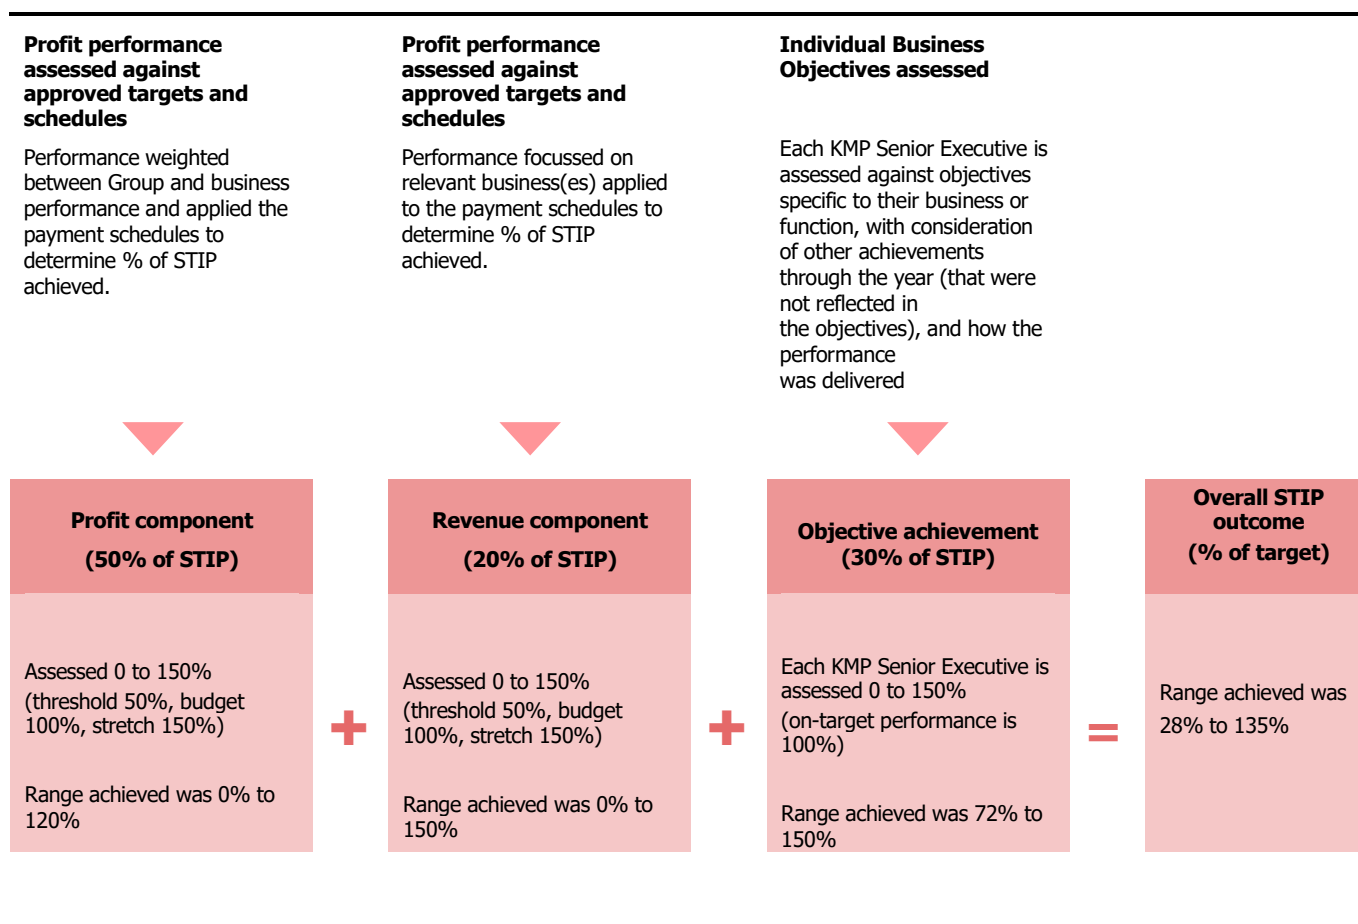 Profit performance
assessed against
approved targets and
schedules
Performance weighted
between Group and business
performance and applied the
payment schedules to
determine % of STIP
achieved.
Profit performance
assessed against
approved targets and
schedules
Performance focussed on
relevant business(es) applied
to the payment schedules to
determine % of STIP
achieved.
Individual Business
Objectives assessed
Each KMP Senior Executive is
assessed against objectives
specific to their business or
function, with consideration
of other achievements
through the year (that were
not reflected in
the objectives), and how the
performance
was delivered
Profit component
(50% of STIP)
Assessed 0 to 150%
(threshold 50%, budget
100%, stretch 150%)
Range achieved was 0% to
120%
+
Revenue component
(20% of STIP)
Assessed 0 to 150%
(threshold 50%, budget
100%, stretch 150%)
Range achieved was 0% to
150%
+
Objective achievement
(30% of STIP)
Each KMP Senior Executive is
assessed 0 to 150%
(on-target performance is
100%)
Range achieved was 72% to
150%
=
Overall STIP
outcome
(% of target)
Range achieved was
28% to 135%